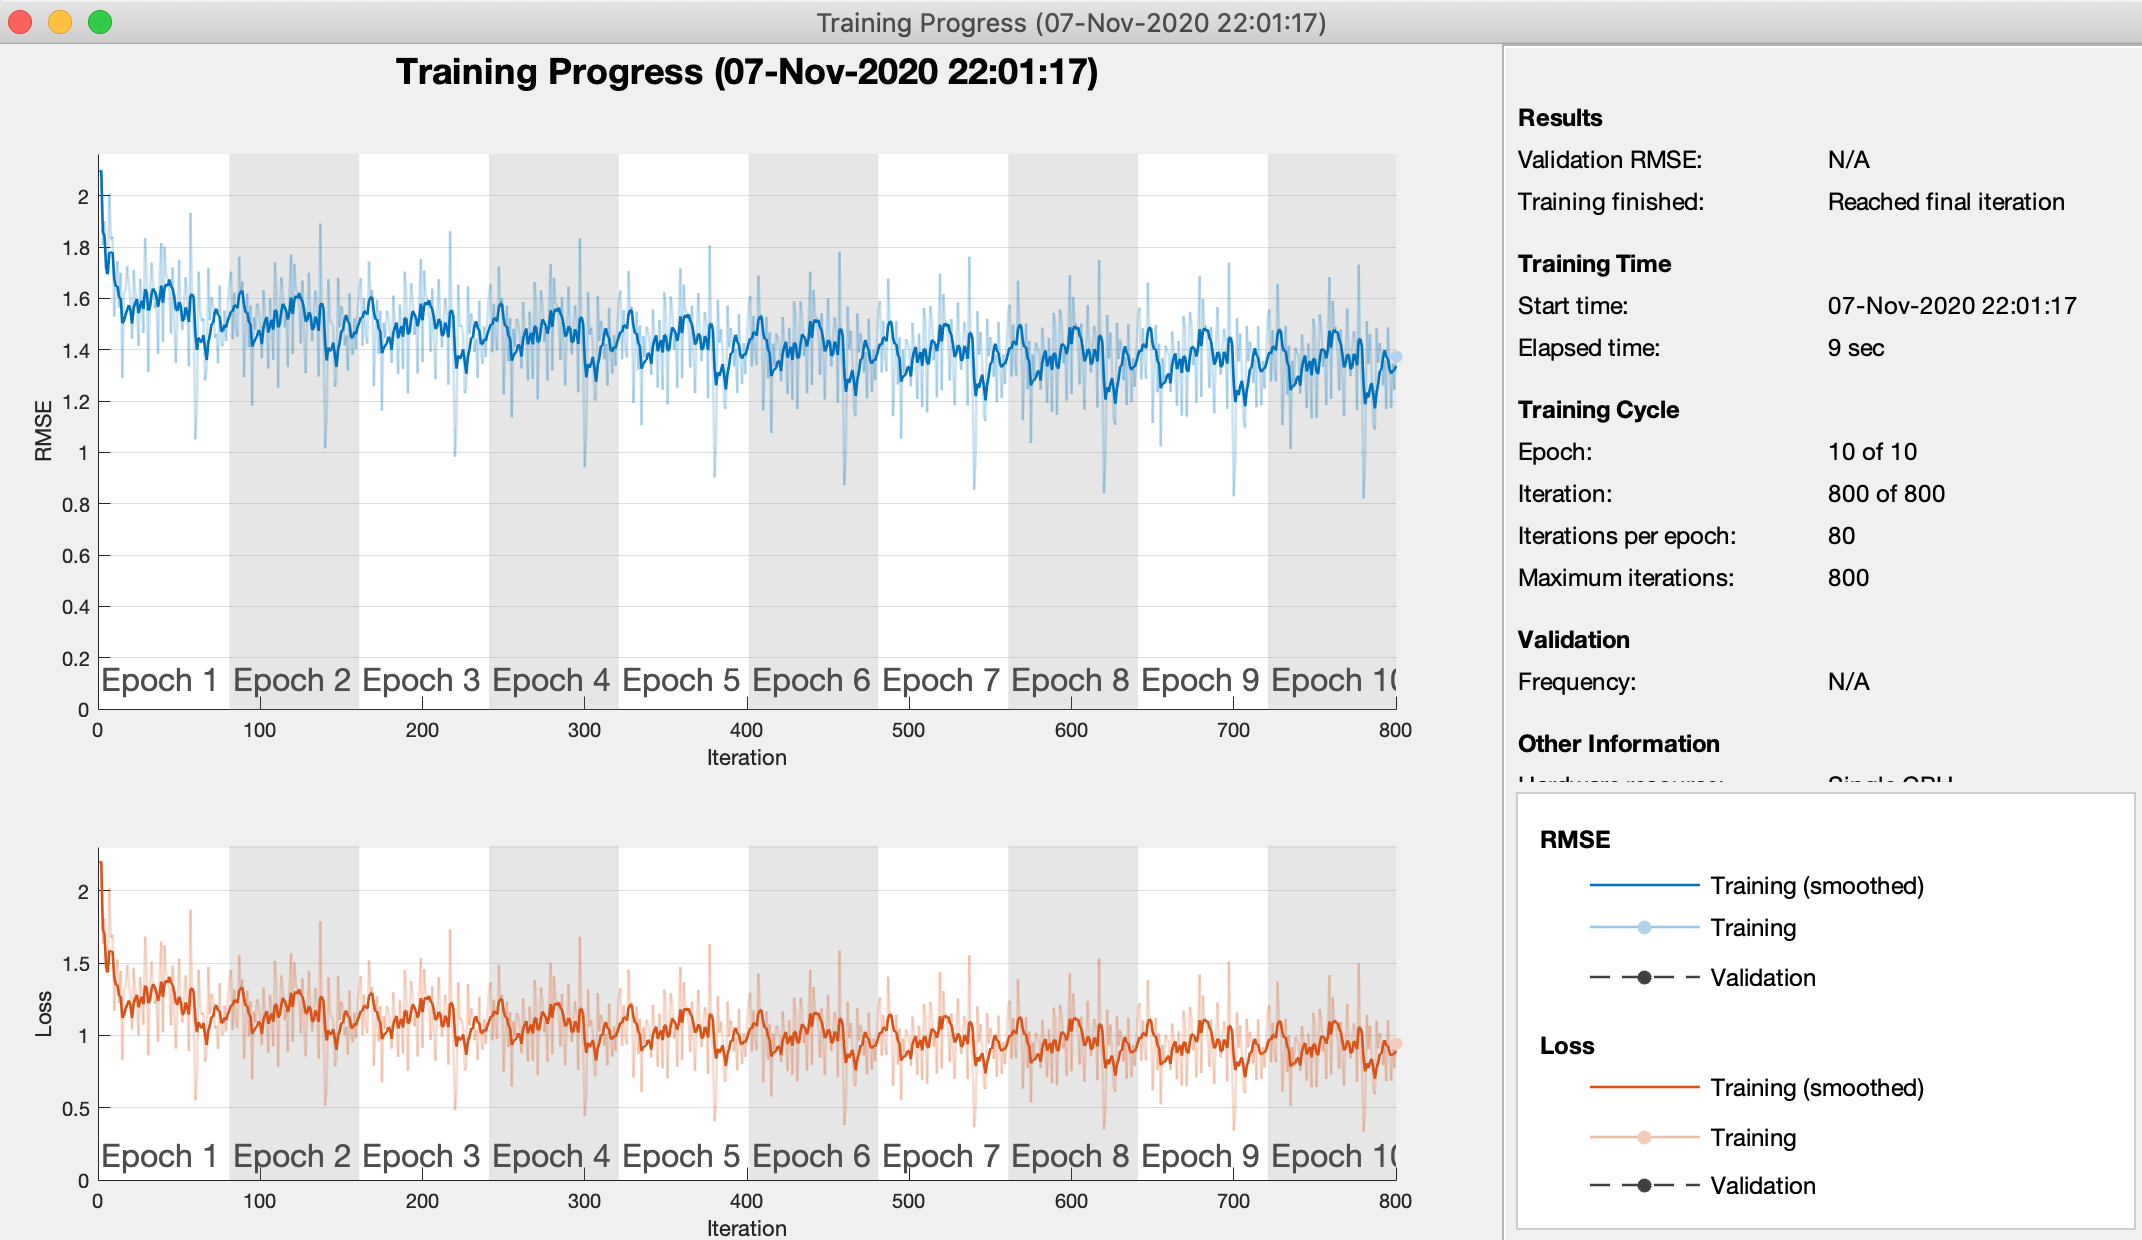 Training Progress (07-Nov-2020 22:01:17)
Training Progress (07-Nov-2020 22:01:17)
RMSE
2
1.8
1.6
1.4
1.2
1
0.8
0.6
0.4
0.2
0
Epoch 1 Epoch 2 Epoch 3 Epoch 4 Epoch 5 Epoch 6 Epoch 7 Epoch 8 Epoch 9 Epoch 10
0 100 200 300 400 500 600 700 800
Iteration
Loss
2
1.5
1
0.5
0
Epoch 1 Epoch 2 Epoch 3 Epoch 4 Epoch 5 Epoch 6 Epoch 7 Epoch 8 Epoch 9 Epoch 10
0 100 200 300 400 500 600 700 800
Iteration
Results
Validation RMSE: N/A
Training finished: Reached final iteration
Training Time
Start time: 07-Nov-2020 22:01:17
Elapsed time: 9 sec
Training Cycle
Epoch: 10 of 10
Iteration: 800 of 800
Iterations per epoch: 80
Maximum iterations: 800
Validation
Frequency: N/A
Other Information
RMSE
Training (smoothed)
Training
Validation
Loss
Training (smoothed)
Training
Validation